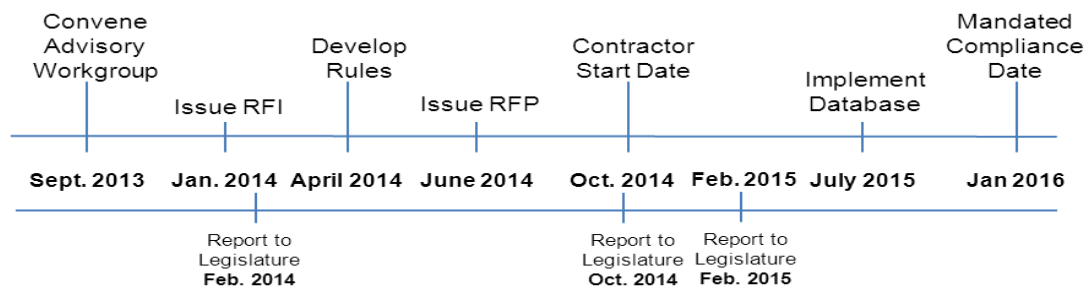 Convene
Advisory
Workgroup
Issue RFI
Develop
Rules
Issue RFP
Contractor
Start Date
Implement
Database
Mandated
Compliance
Date
Sept. 2013 Jan. 2014 April 2014 June 2014 Oct. 2014 Feb. 2015 July 2015 Jan 2016
Report to
Legislature
Feb. 2014
Report to
Legislature
Oct. 2014
Report to
Legislature
Feb. 2015